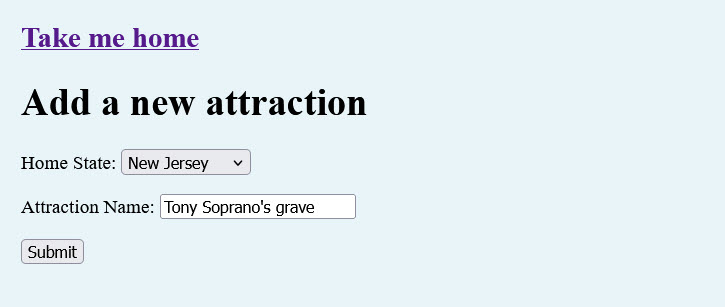 Take me home
Add a new attraction
Home State: New Jersey
Attraction Name: Tony Soprano's grave
Submit